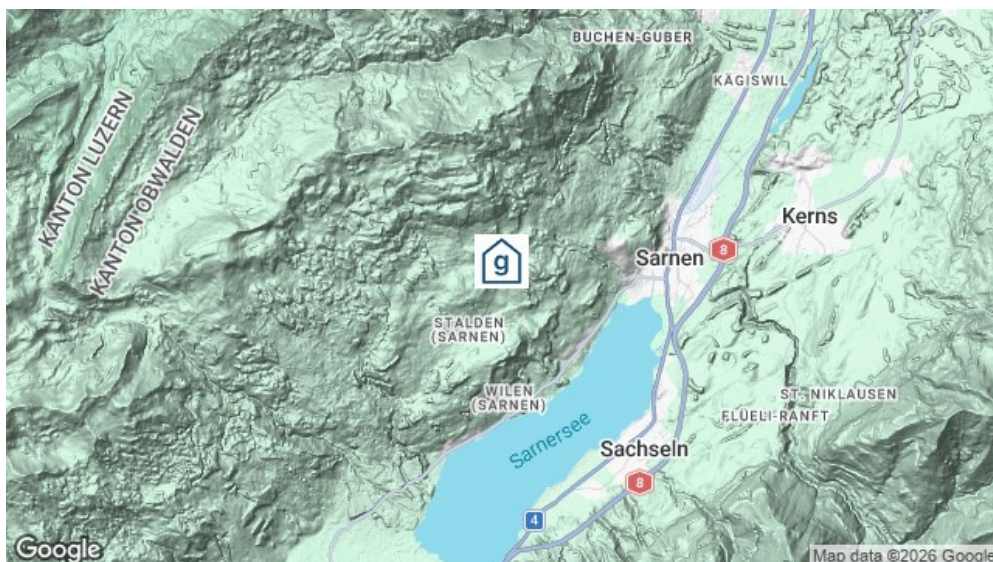 BUCHEN-GUBER
KÄGISWIL
KANTON LUZERN
KANTON OBWALDEN
Kerns
Sarnen
8
g
STALDEN
(SARNEN)
WILEN
(SARNEN)
ST. NIKLAUSEN
FLÜELI-RANFT
Sarnersee
Sachseln
8
4
Google
Map data ©2026 Google